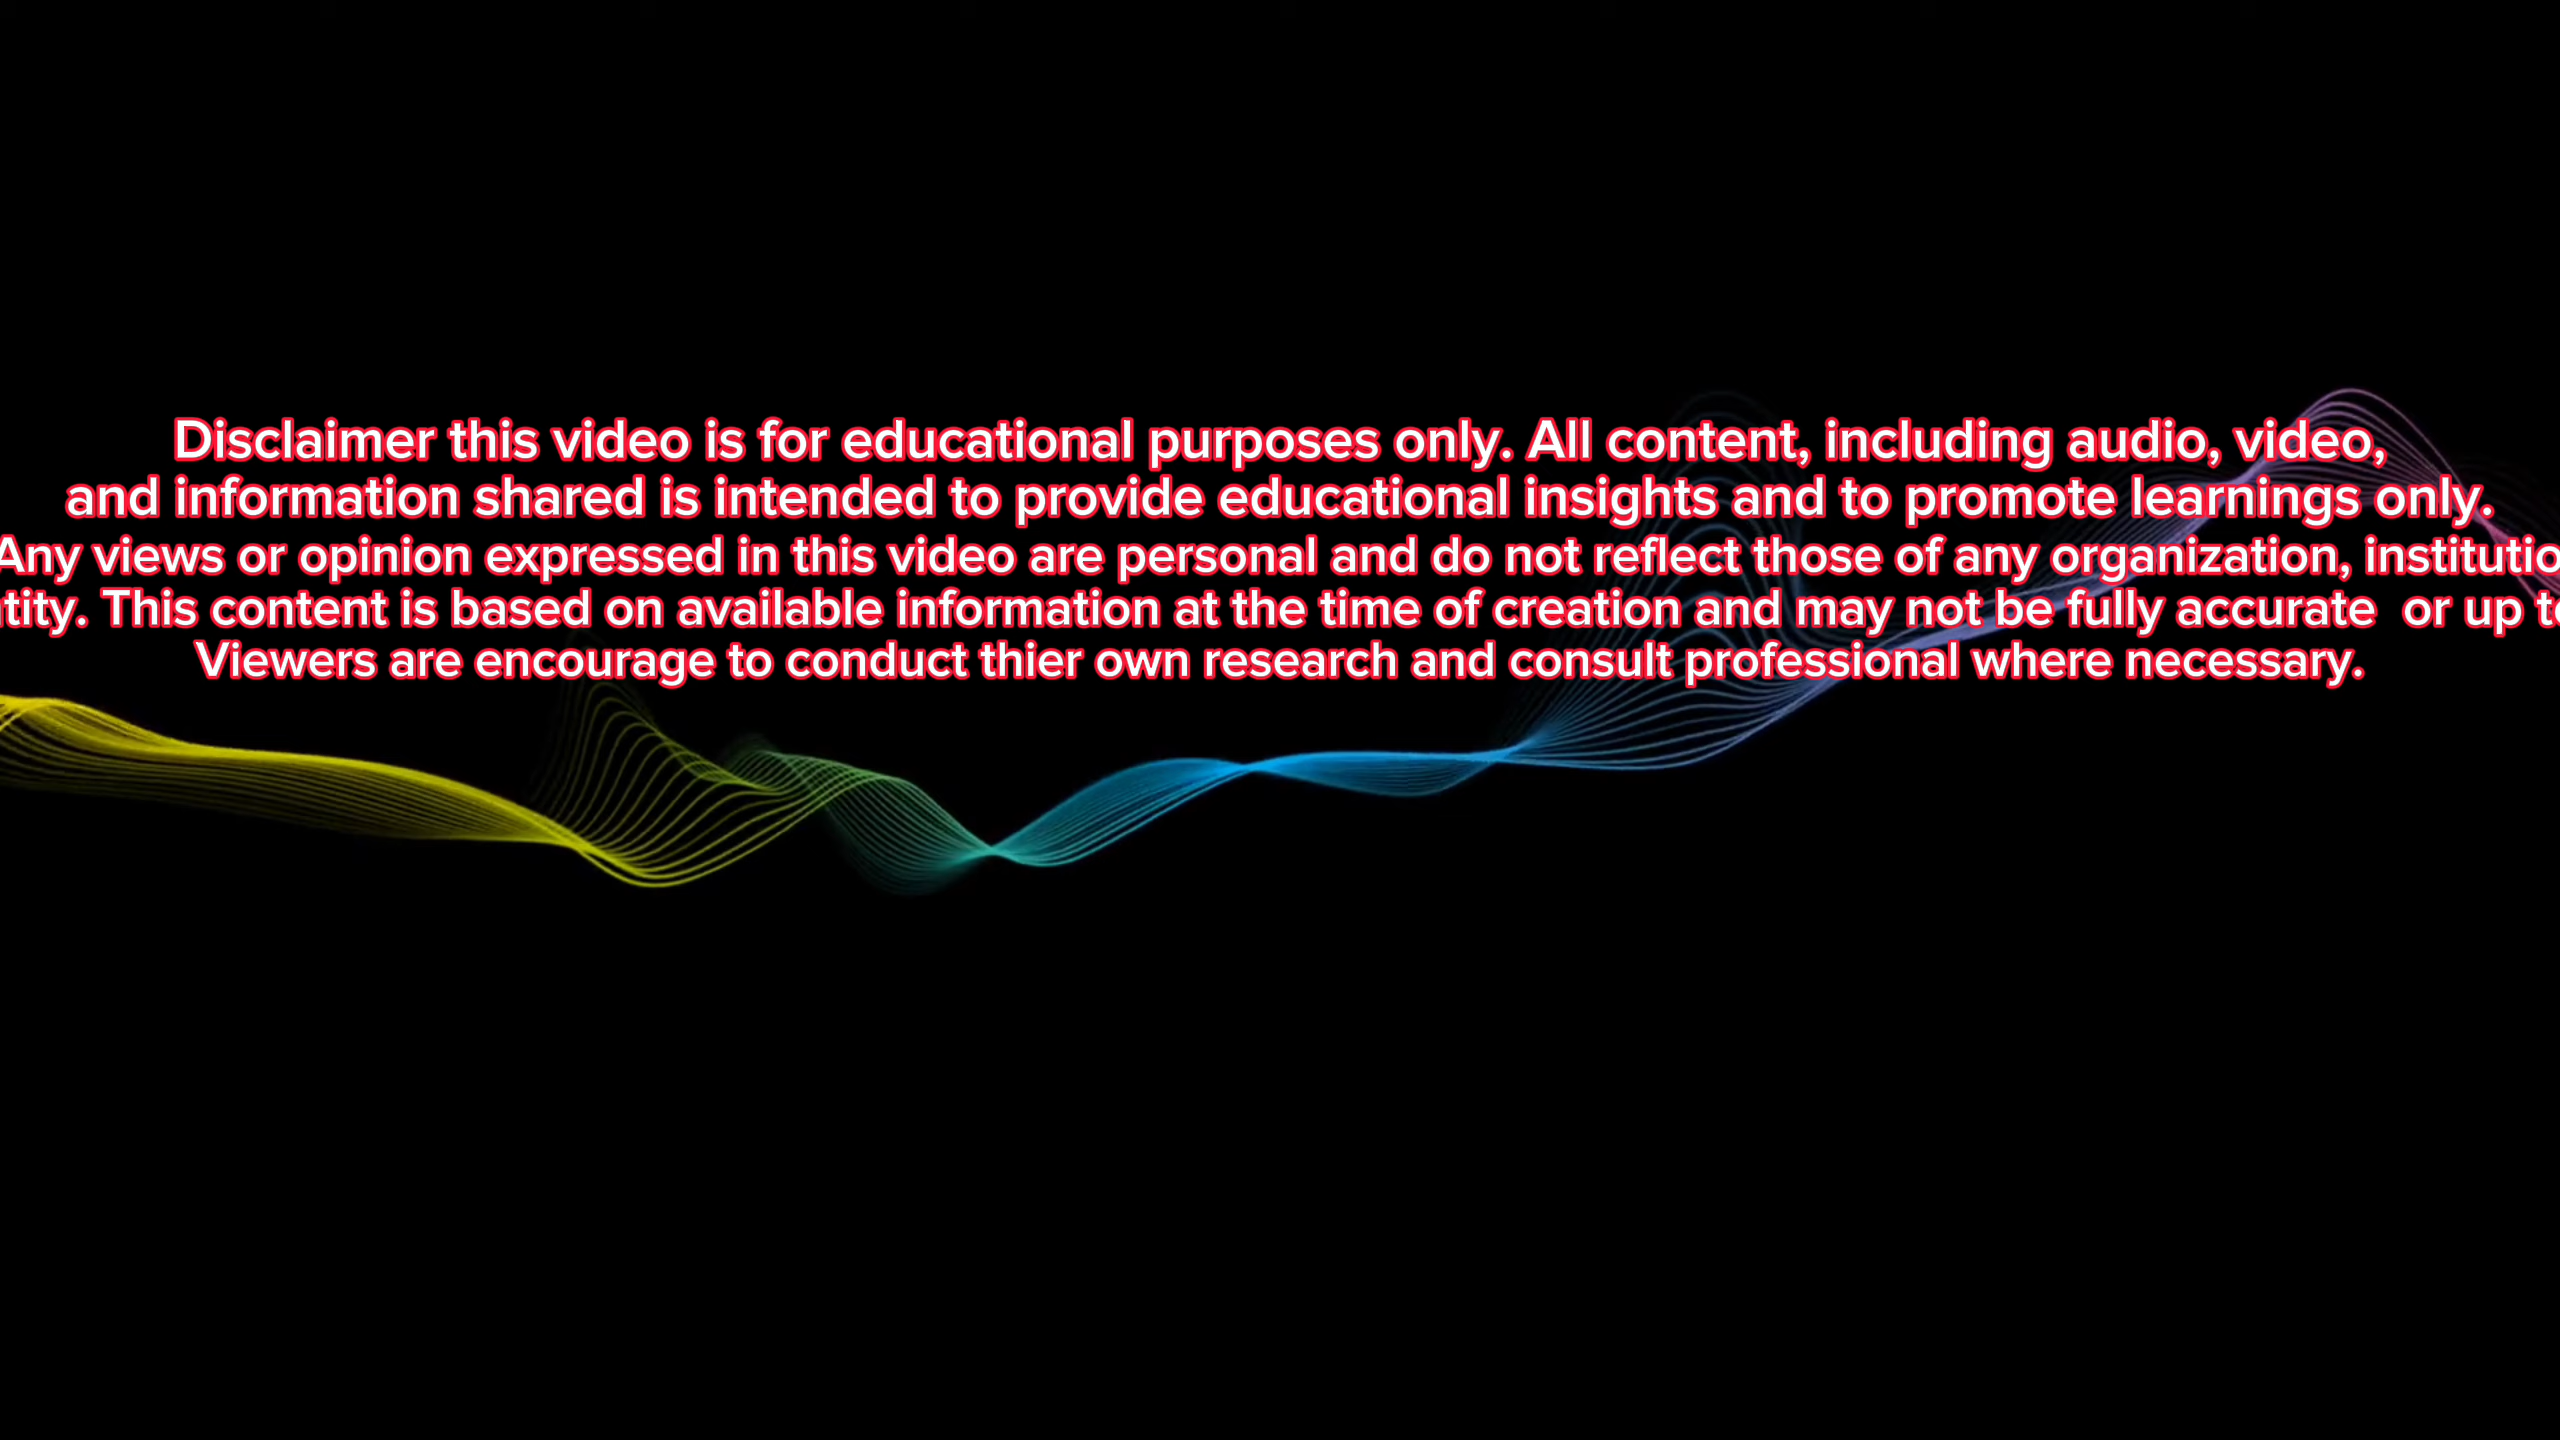 Disclaimer this video is for educational purposes only. All content, including audio, video,
and information shared is intended to provide educational insights and to promote learnings only.
Any views or opinion expressed in this video are personal and do not reflect those of any organization, institutio
tity. This content is based on available information at the time of creation and may not be fully accurate or up to
Viewers are encourage to conduct thier own research and consult professional where necessary.